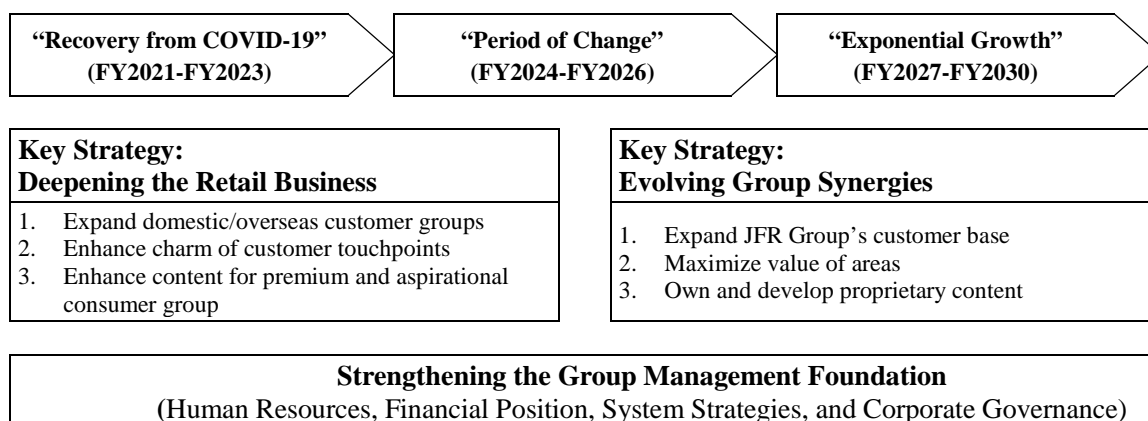 “Recovery from COVID-19”
(FY2021-FY2023)
“Period of Change”
(FY2024-FY2026)
“Exponential Growth”
(FY2027-FY2030)
Key Strategy:
Deepening the Retail Business
1. Expand domestic/overseas customer groups
2. Enhance charm of customer touchpoints
3. Enhance content for premium and aspirational
consumer group
Key Strategy:
Evolving Group Synergies
1. Expand JFR Group’s customer base
2. Maximize value of areas
3. Own and develop proprietary content
Strengthening the Group Management Foundation
(Human Resources, Financial Position, System Strategies, and Corporate Governance)